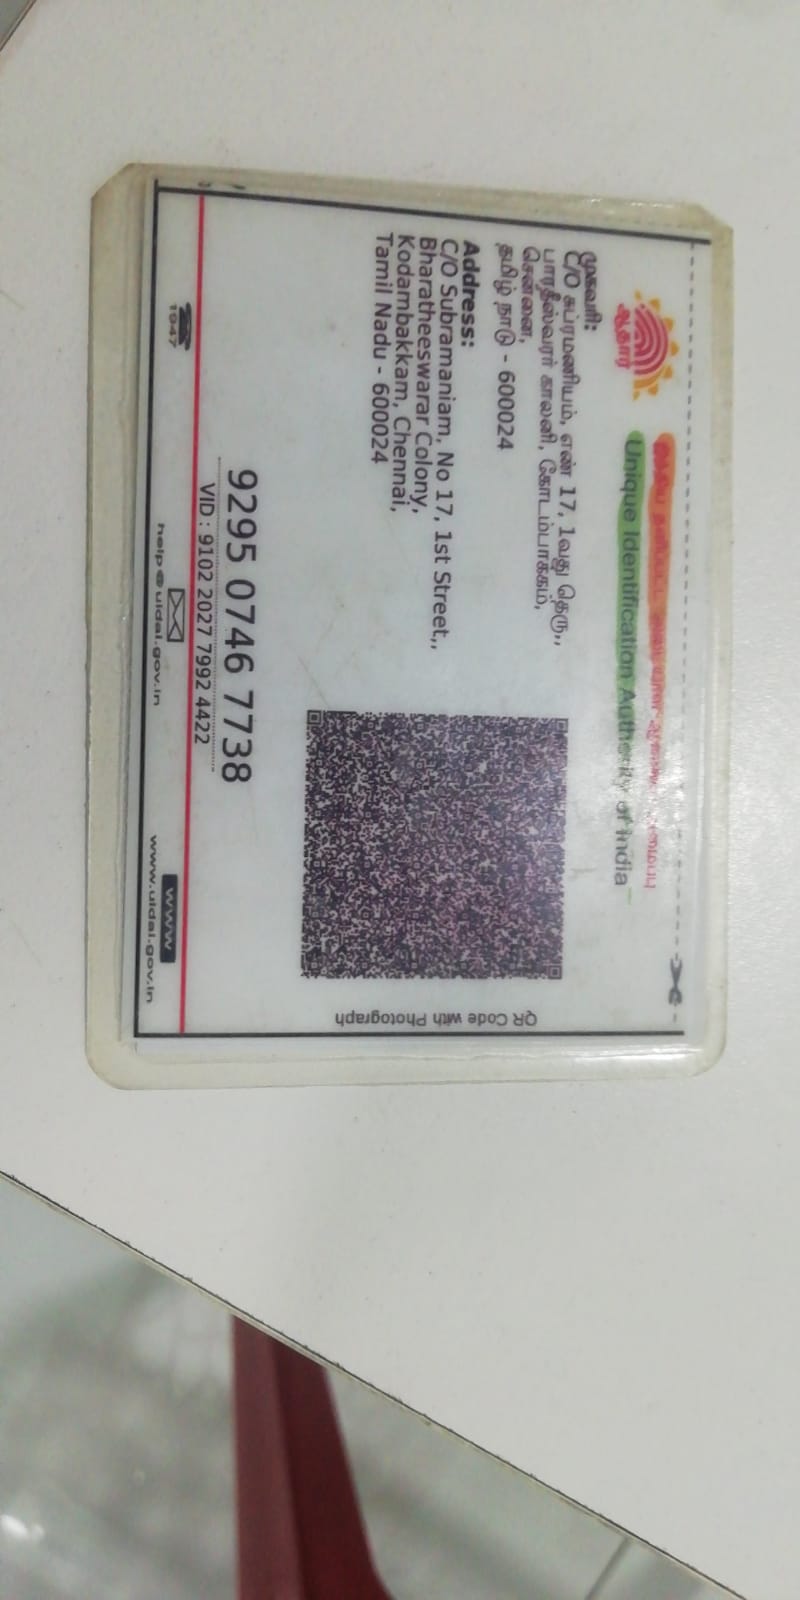 ஆதார்
Unique Identification Authority of India
முகவரி:
C/O சுப்ரமணியம், எண் 17, 1வது தெரு,,
பாரதீஸ்வரர் காலனி, கோடம்பாக்கம்,
சென்னை,
தமிழ் நாடு - 600024
Address:
C/O Subramaniam, No 17, 1st Street,,
Bharatheeswarar Colony,
Kodambakkam, Chennai,
Tamil Nadu - 600024
QR Code with Photograph
9295 0746 7738
VID : 9102 2027 7992 4422
1947
help@uidai.gov.in
WWW
www.uidai.gov.in